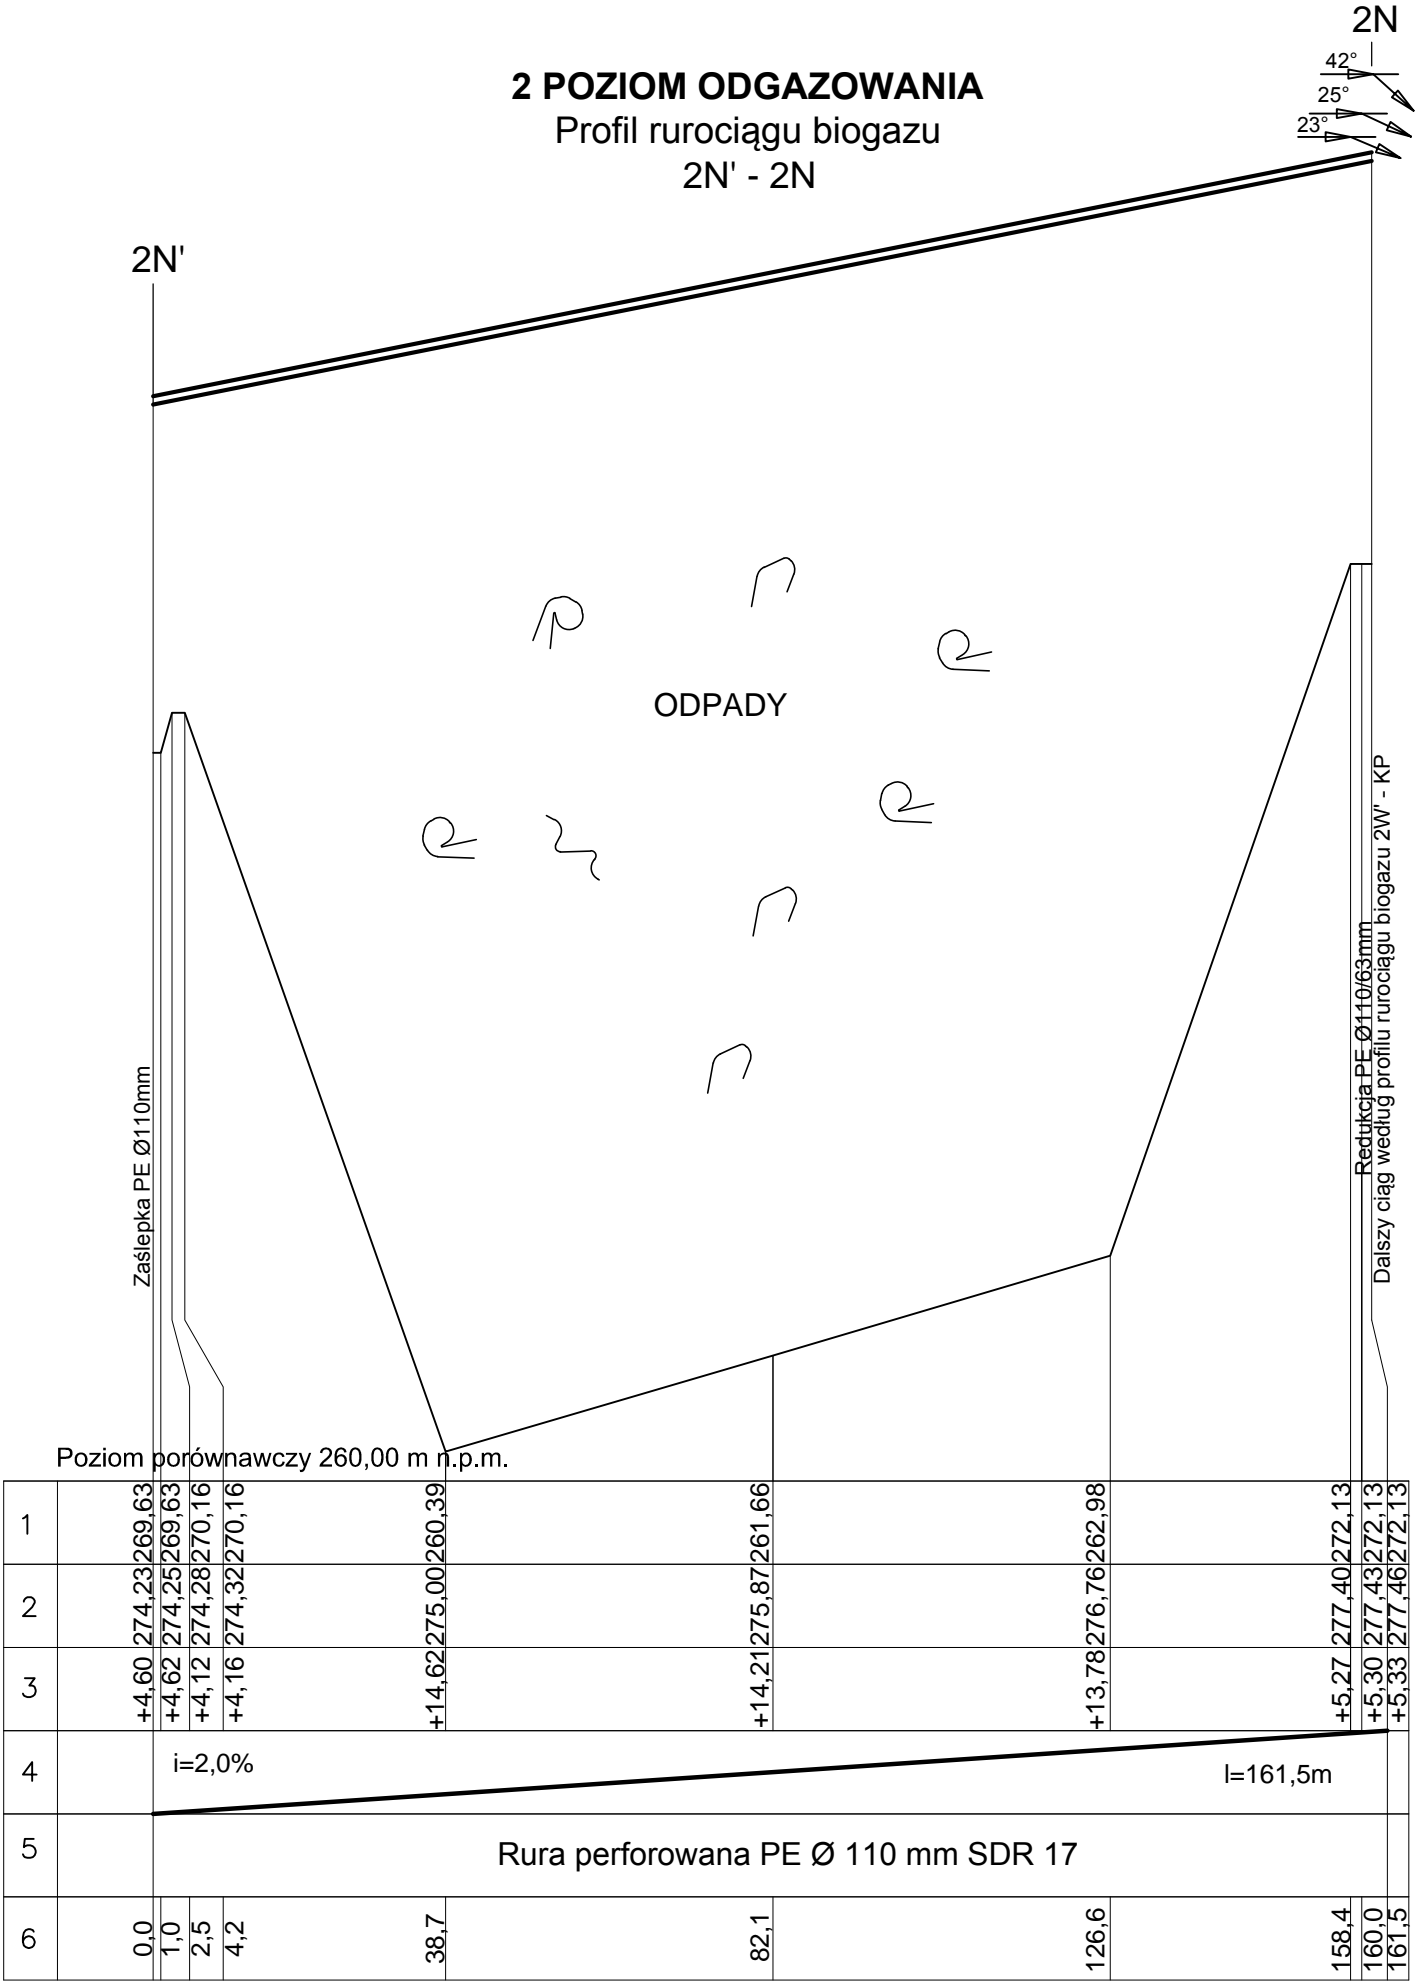 2N
42°
25°
23°
2 POZIOM ODGAZOWANIA
Profil rurociągu biogazu
2N' - 2N
2N'
ODPADY
Zaślepka PE Ø110mm
Redukcja PE Ø110/63mm
Dalszy ciąg według profilu rurociągu biogazu 2W' - KP
Poziom porównawczy 260,00 m n.p.m.
1 269,63 269,63 270,16 270,16 260,39 261,66 262,98 272,13 272,13 272,13
2 274,23 274,25 274,28 274,32 275,00 275,87 276,76 277,40 277,43 277,46
3 +4,60 +4,62 +4,12 +4,16 +14,62 +14,21 +13,78 +5,27 +5,30 +5,33
4 i=2,0% l=161,5m
5 Rura perforowana PE Ø 110 mm SDR 17
6 0,0 1,0 2,5 4,2 38,7 82,1 126,6 158,4 160,0 161,5